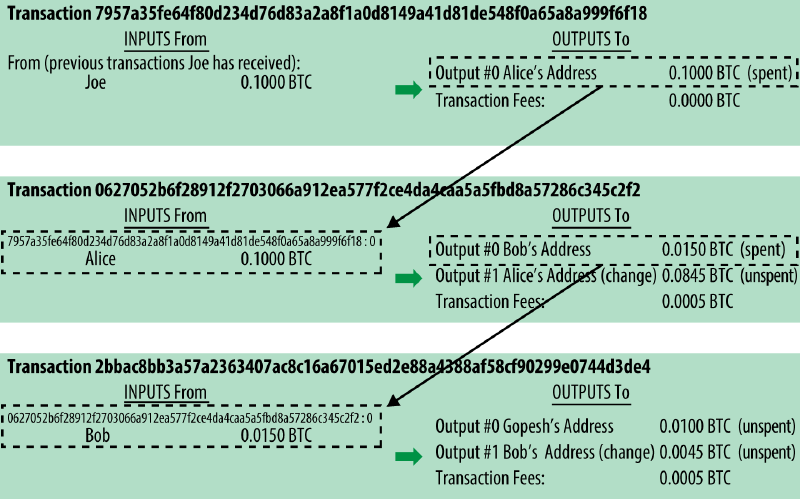 Transaction 7957a35fe64f80d234d76d83a2a8f1a0d8149a41d81de548f0a65a8a999f6f18
INPUTS From
OUTPUTS To
From (previous transactions Joe has received):
Joe 0.1000 BTC
Output #0 Alice's Address 0.1000 BTC (spent)
Transaction Fees: 0.0000 BTC
Transaction 0627052b6f28912f2703066a912ea577f2ce4da4caa5a5fbd8a57286c345c2f2
INPUTS From
OUTPUTS To
7957a35fe64f80d234d76d83a2a8f1a0d8149a41d81de548f0a65a8a999f6f18 : 0
Alice 0.1000 BTC
Output #0 Bob's Address 0.0150 BTC (spent)
Output #1 Alice's Address (change) 0.0845 BTC (unspent)
Transaction Fees: 0.0005 BTC
Transaction 2bbac8bb3a57a2363407ac8c16a67015ed2e88a4388af58cf90299e0744d3de4
INPUTS From
OUTPUTS To
0627052b6f28912f2703066a912ea577f2ce4da4caa5a5fbd8a57286c345c2f2 : 0
Bob 0.0150 BTC
Output #0 Gopesh's Address 0.0100 BTC (unspent)
Output #1 Bob's Address (change) 0.0045 BTC (unspent)
Transaction Fees: 0.0005 BTC